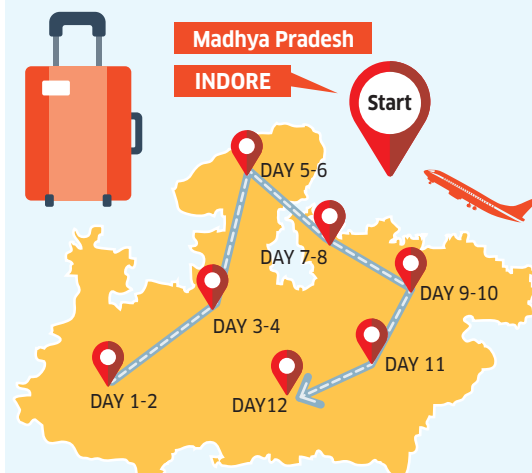 Madhya Pradesh
INDORE
Start
DAY 5-6
DAY 7-8
DAY 9-10
DAY 3-4
DAY 11
DAY 1-2
DAY12